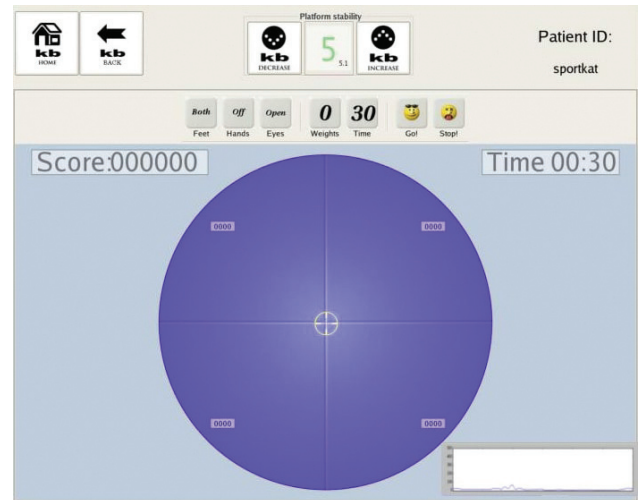 Platform stability
kb
HOME
kb
BACK
kb
DECREASE
5
5.1
kb
INCREASE
Patient ID:
sportkat
Both
Off
Open
0
30
Feet
Hands
Eyes
Weights
Time
Go!
Stop!
Score:000000
Time 00:30
0000
0000
0000
0000